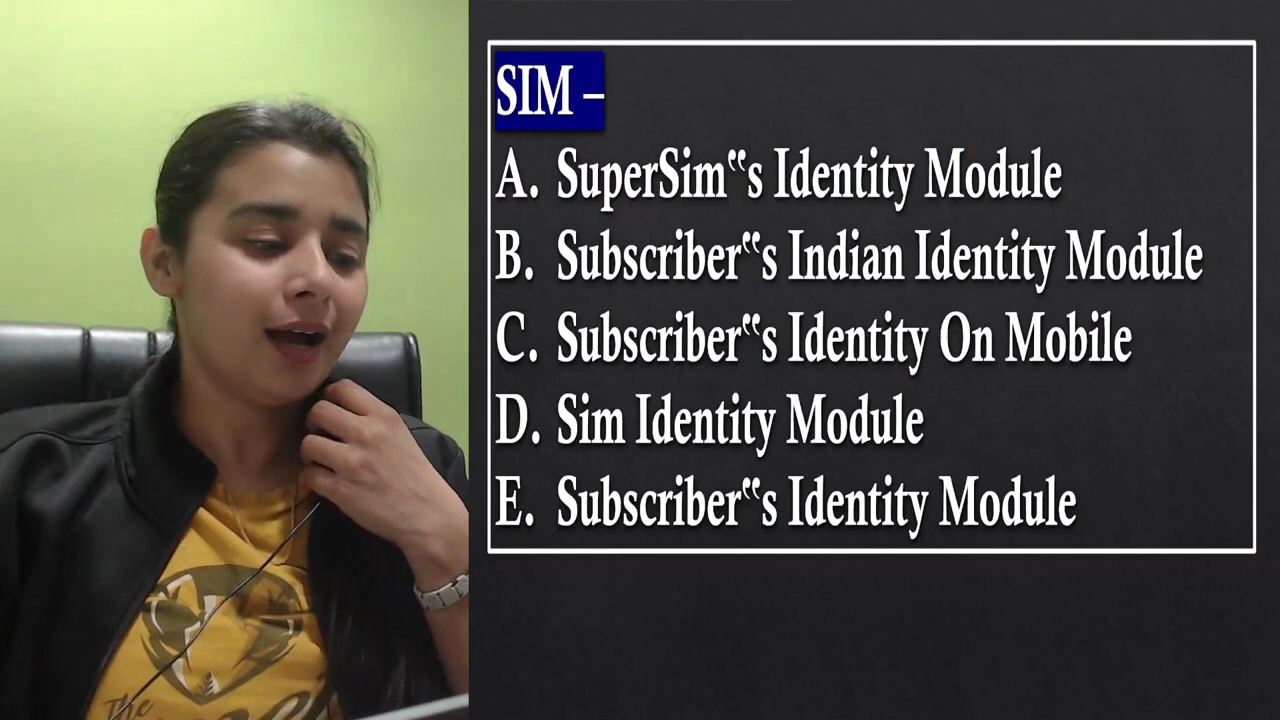 SIM –
A. SuperSim‟s Identity Module
B. Subscriber‟s Indian Identity Module
C. Subscriber‟s Identity On Mobile
D. Sim Identity Module
E. Subscriber‟s Identity Module
The